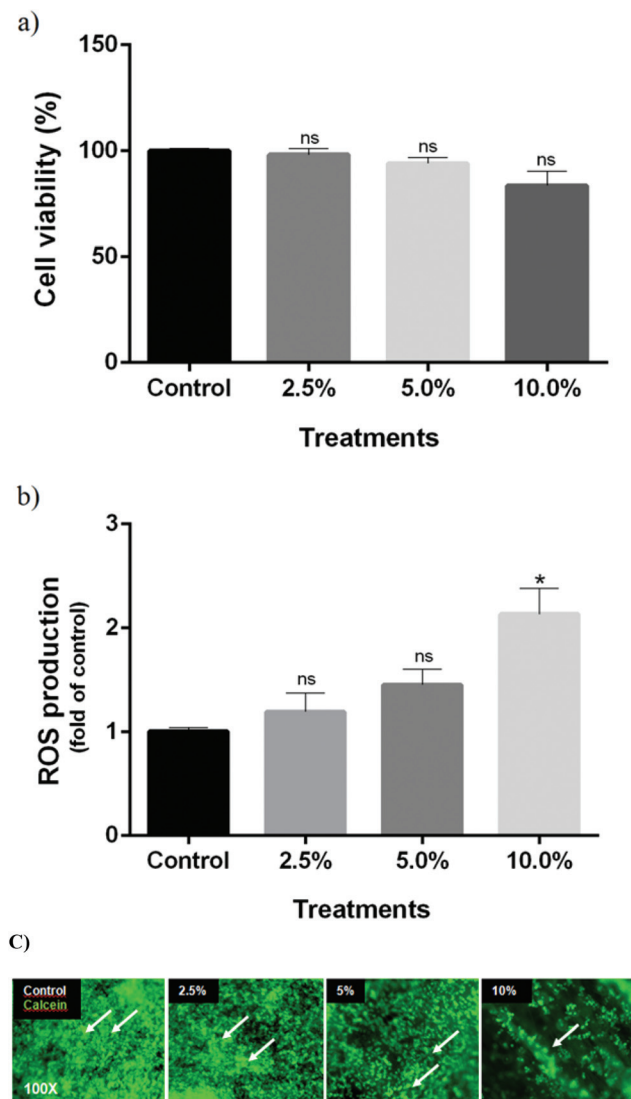 a)
150
100
50
0
Cell viability (%)
ns
ns
ns
Control 2.5% 5.0% 10.0%
Treatments
b)
3
2
1
0
ROS production
(fold of control)
ns
ns
*
Control 2.5% 5.0% 10.0%
Treatments
C)
Control
Calcein
100X
2.5%
5%
10%